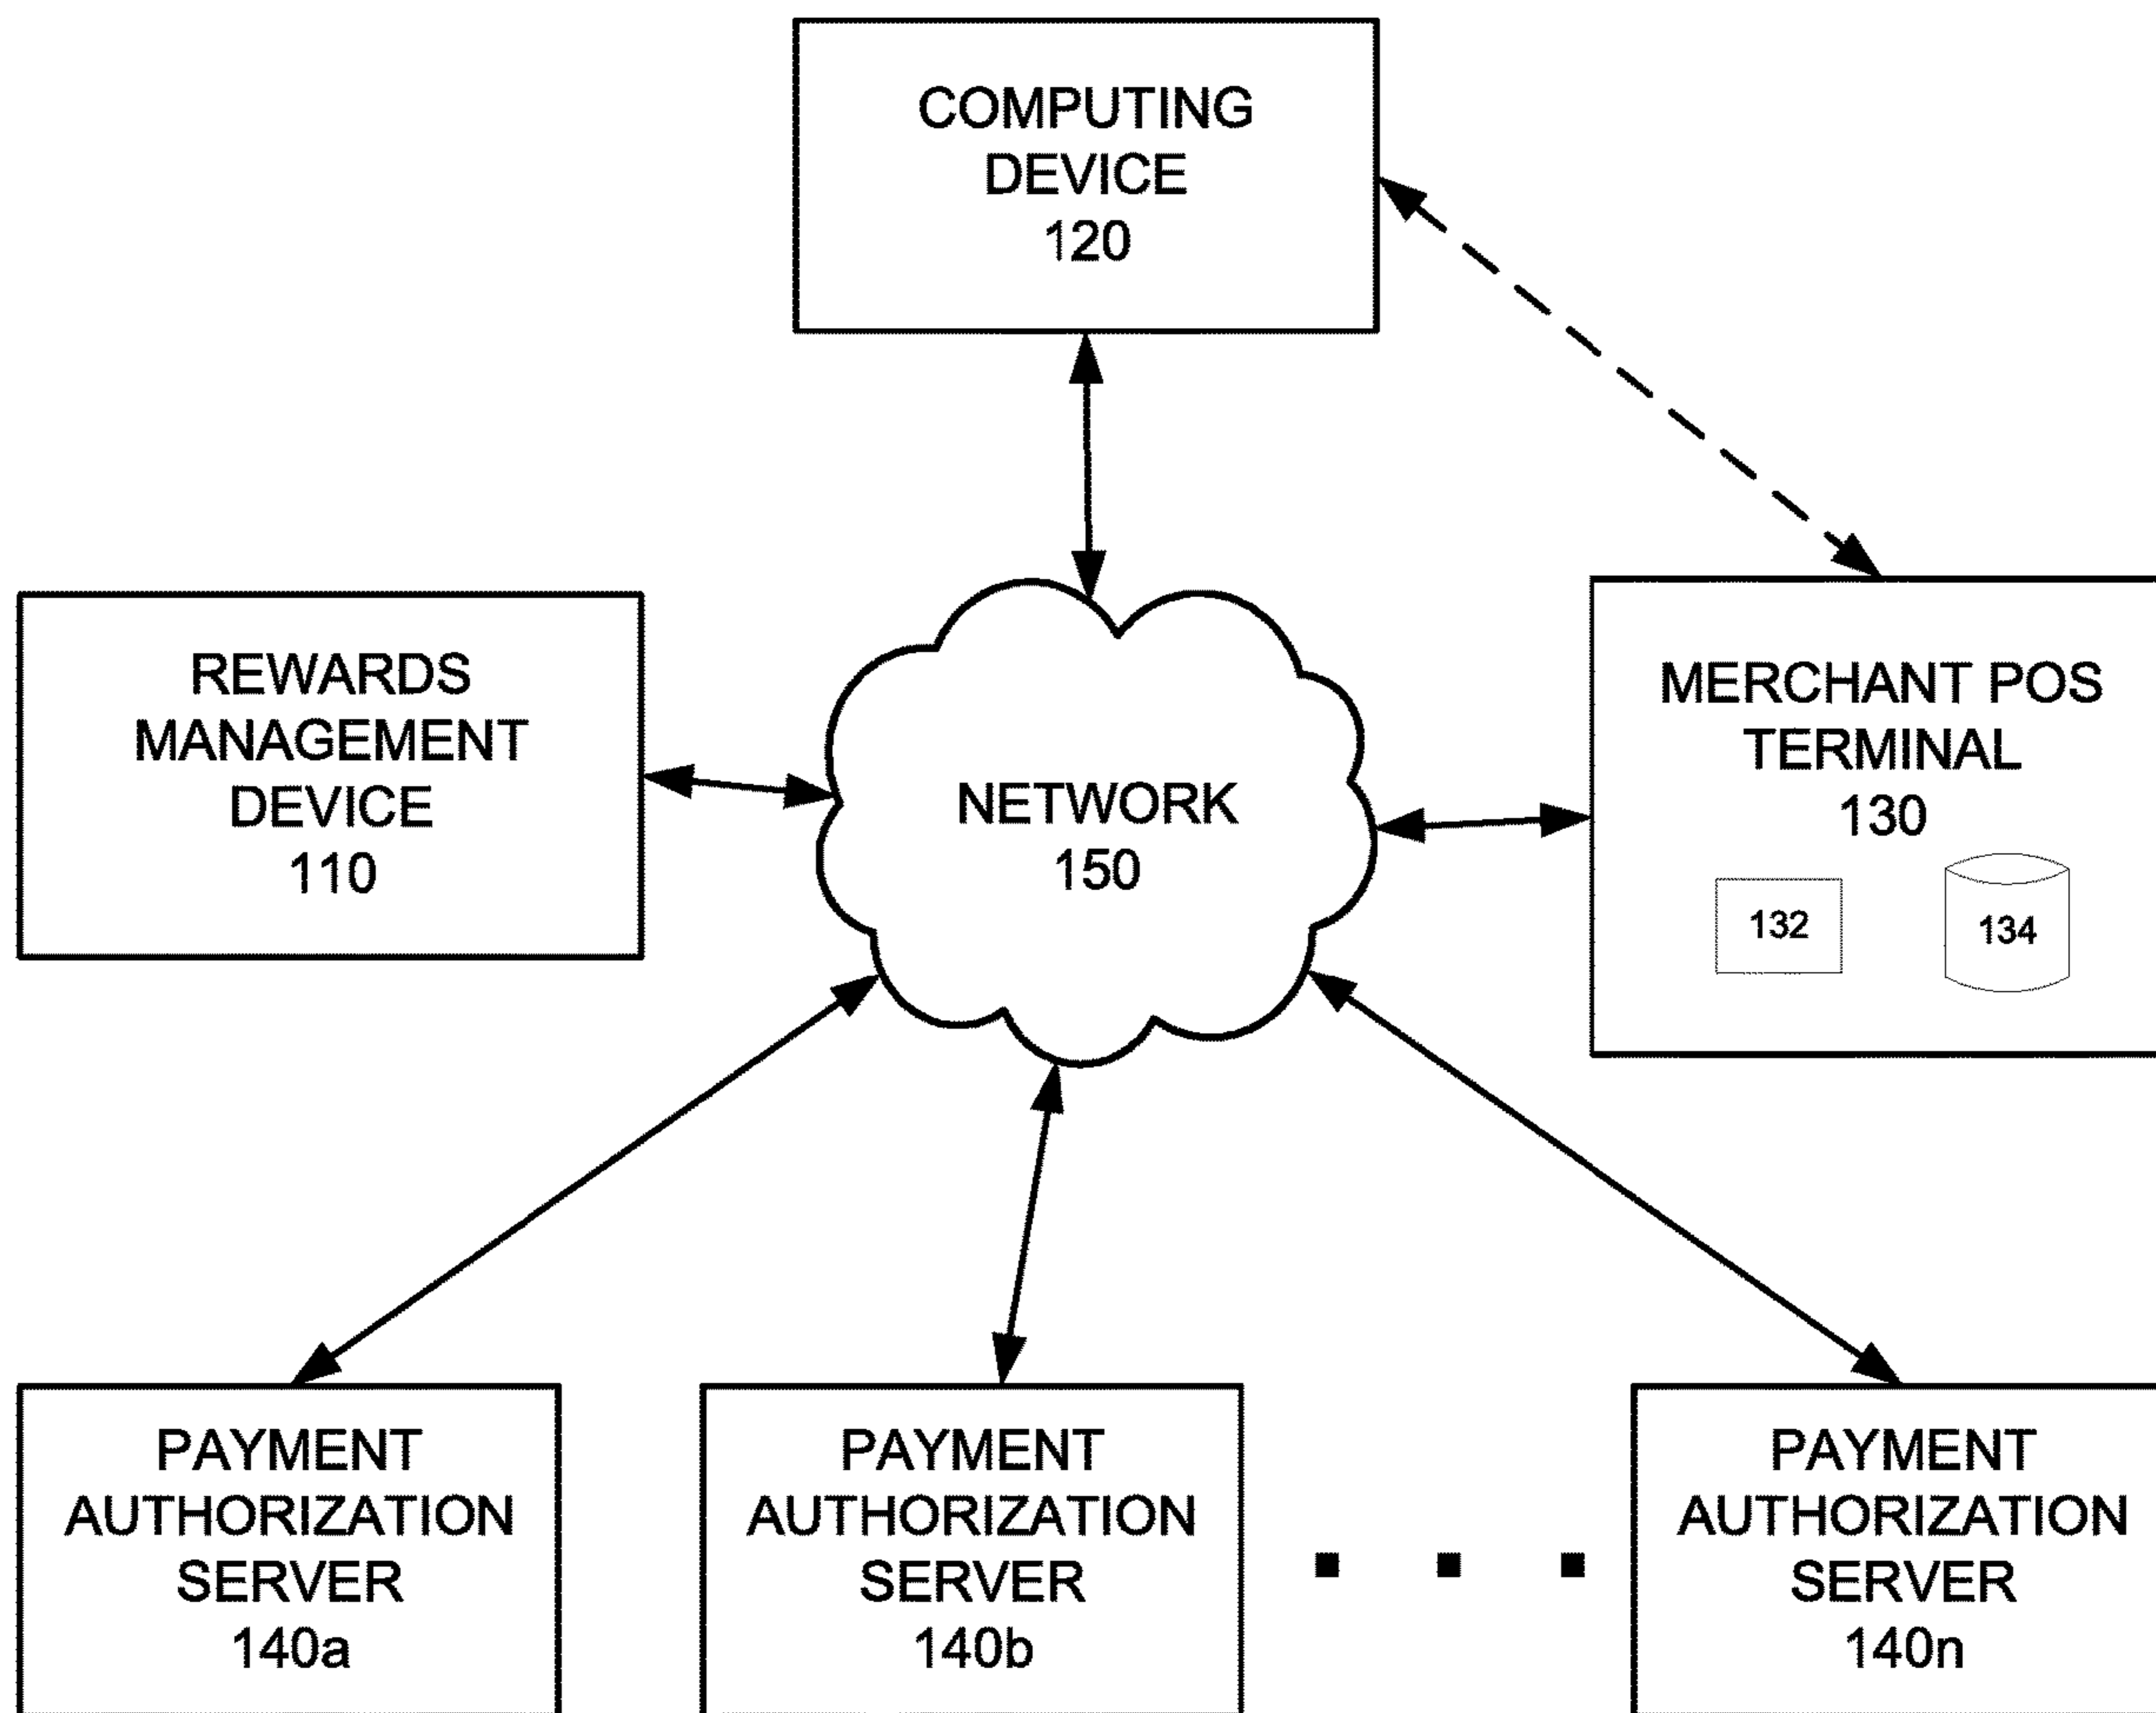 COMPUTING
DEVICE
120
REWARDS
MANAGEMENT
DEVICE
110
NETWORK
150
MERCHANT POS
TERMINAL
130
132
134
PAYMENT
AUTHORIZATION
SERVER
140a
PAYMENT
AUTHORIZATION
SERVER
140b
PAYMENT
AUTHORIZATION
SERVER
140n